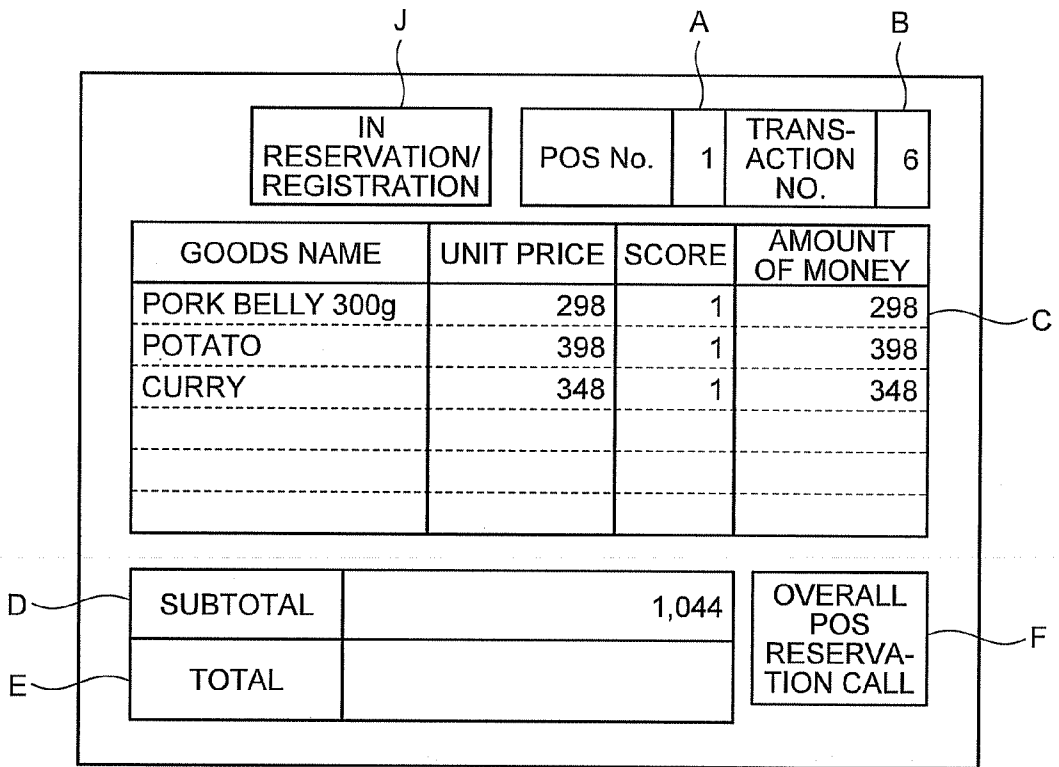 J
A
B
IN
RESERVATION/
REGISTRATION
POS No.
1
TRANS-
ACTION
NO.
6
GOODS NAME
UNIT PRICE
SCORE
AMOUNT
OF MONEY
PORK BELLY 300g
298
1
298
C
POTATO
398
1
398
CURRY
348
1
348
D
SUBTOTAL
1,044
E
TOTAL
OVERALL
POS
RESERVA-
TION CALL
F